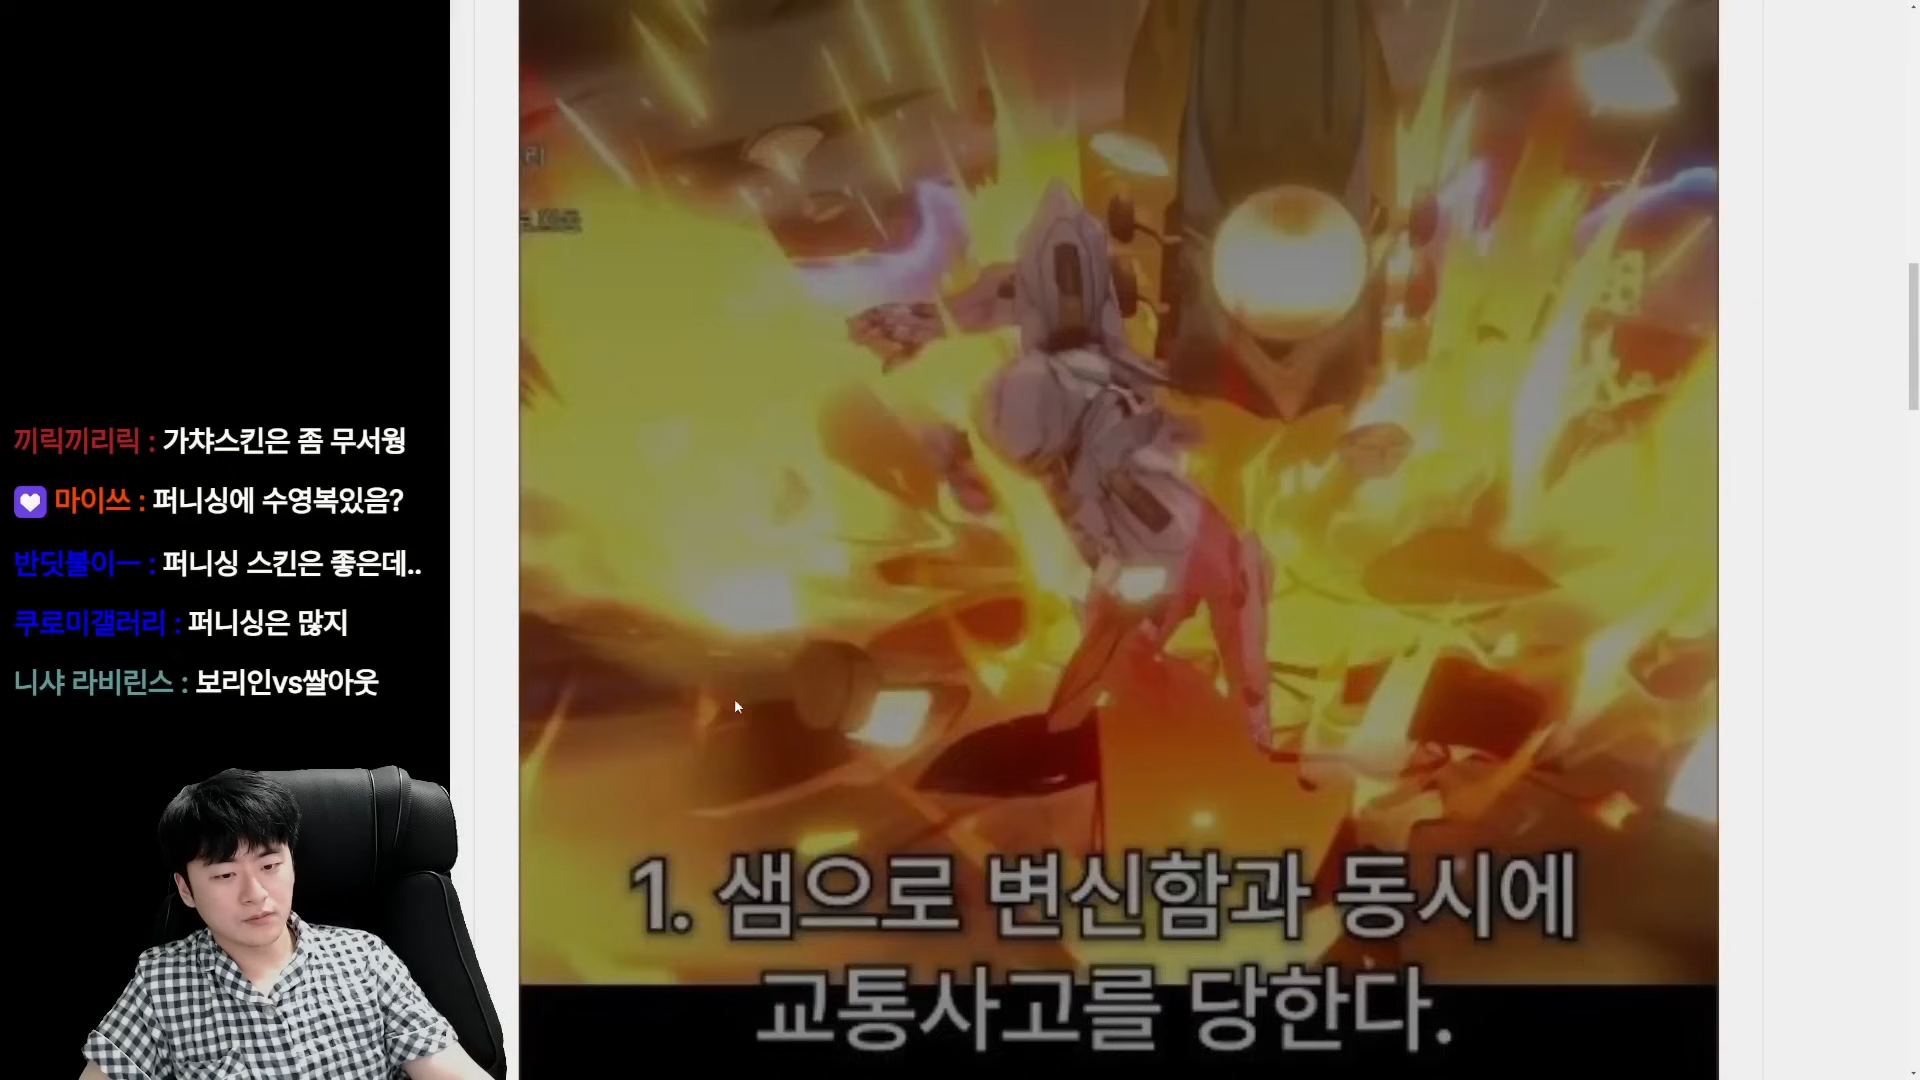 끼릭끼리릭 : 가챠스킨은 좀 무서웡
마이쓰 : 퍼니싱에 수영복있음?
반딧불이ㅡ : 퍼니싱 스킨은 좋은데..
쿠로미갤러리 : 퍼니싱은 많지
니샤 라비린스 : 보리인vs쌀아웃
리
1. 샘으로 변신함과 동시에
교통사고를 당한다.